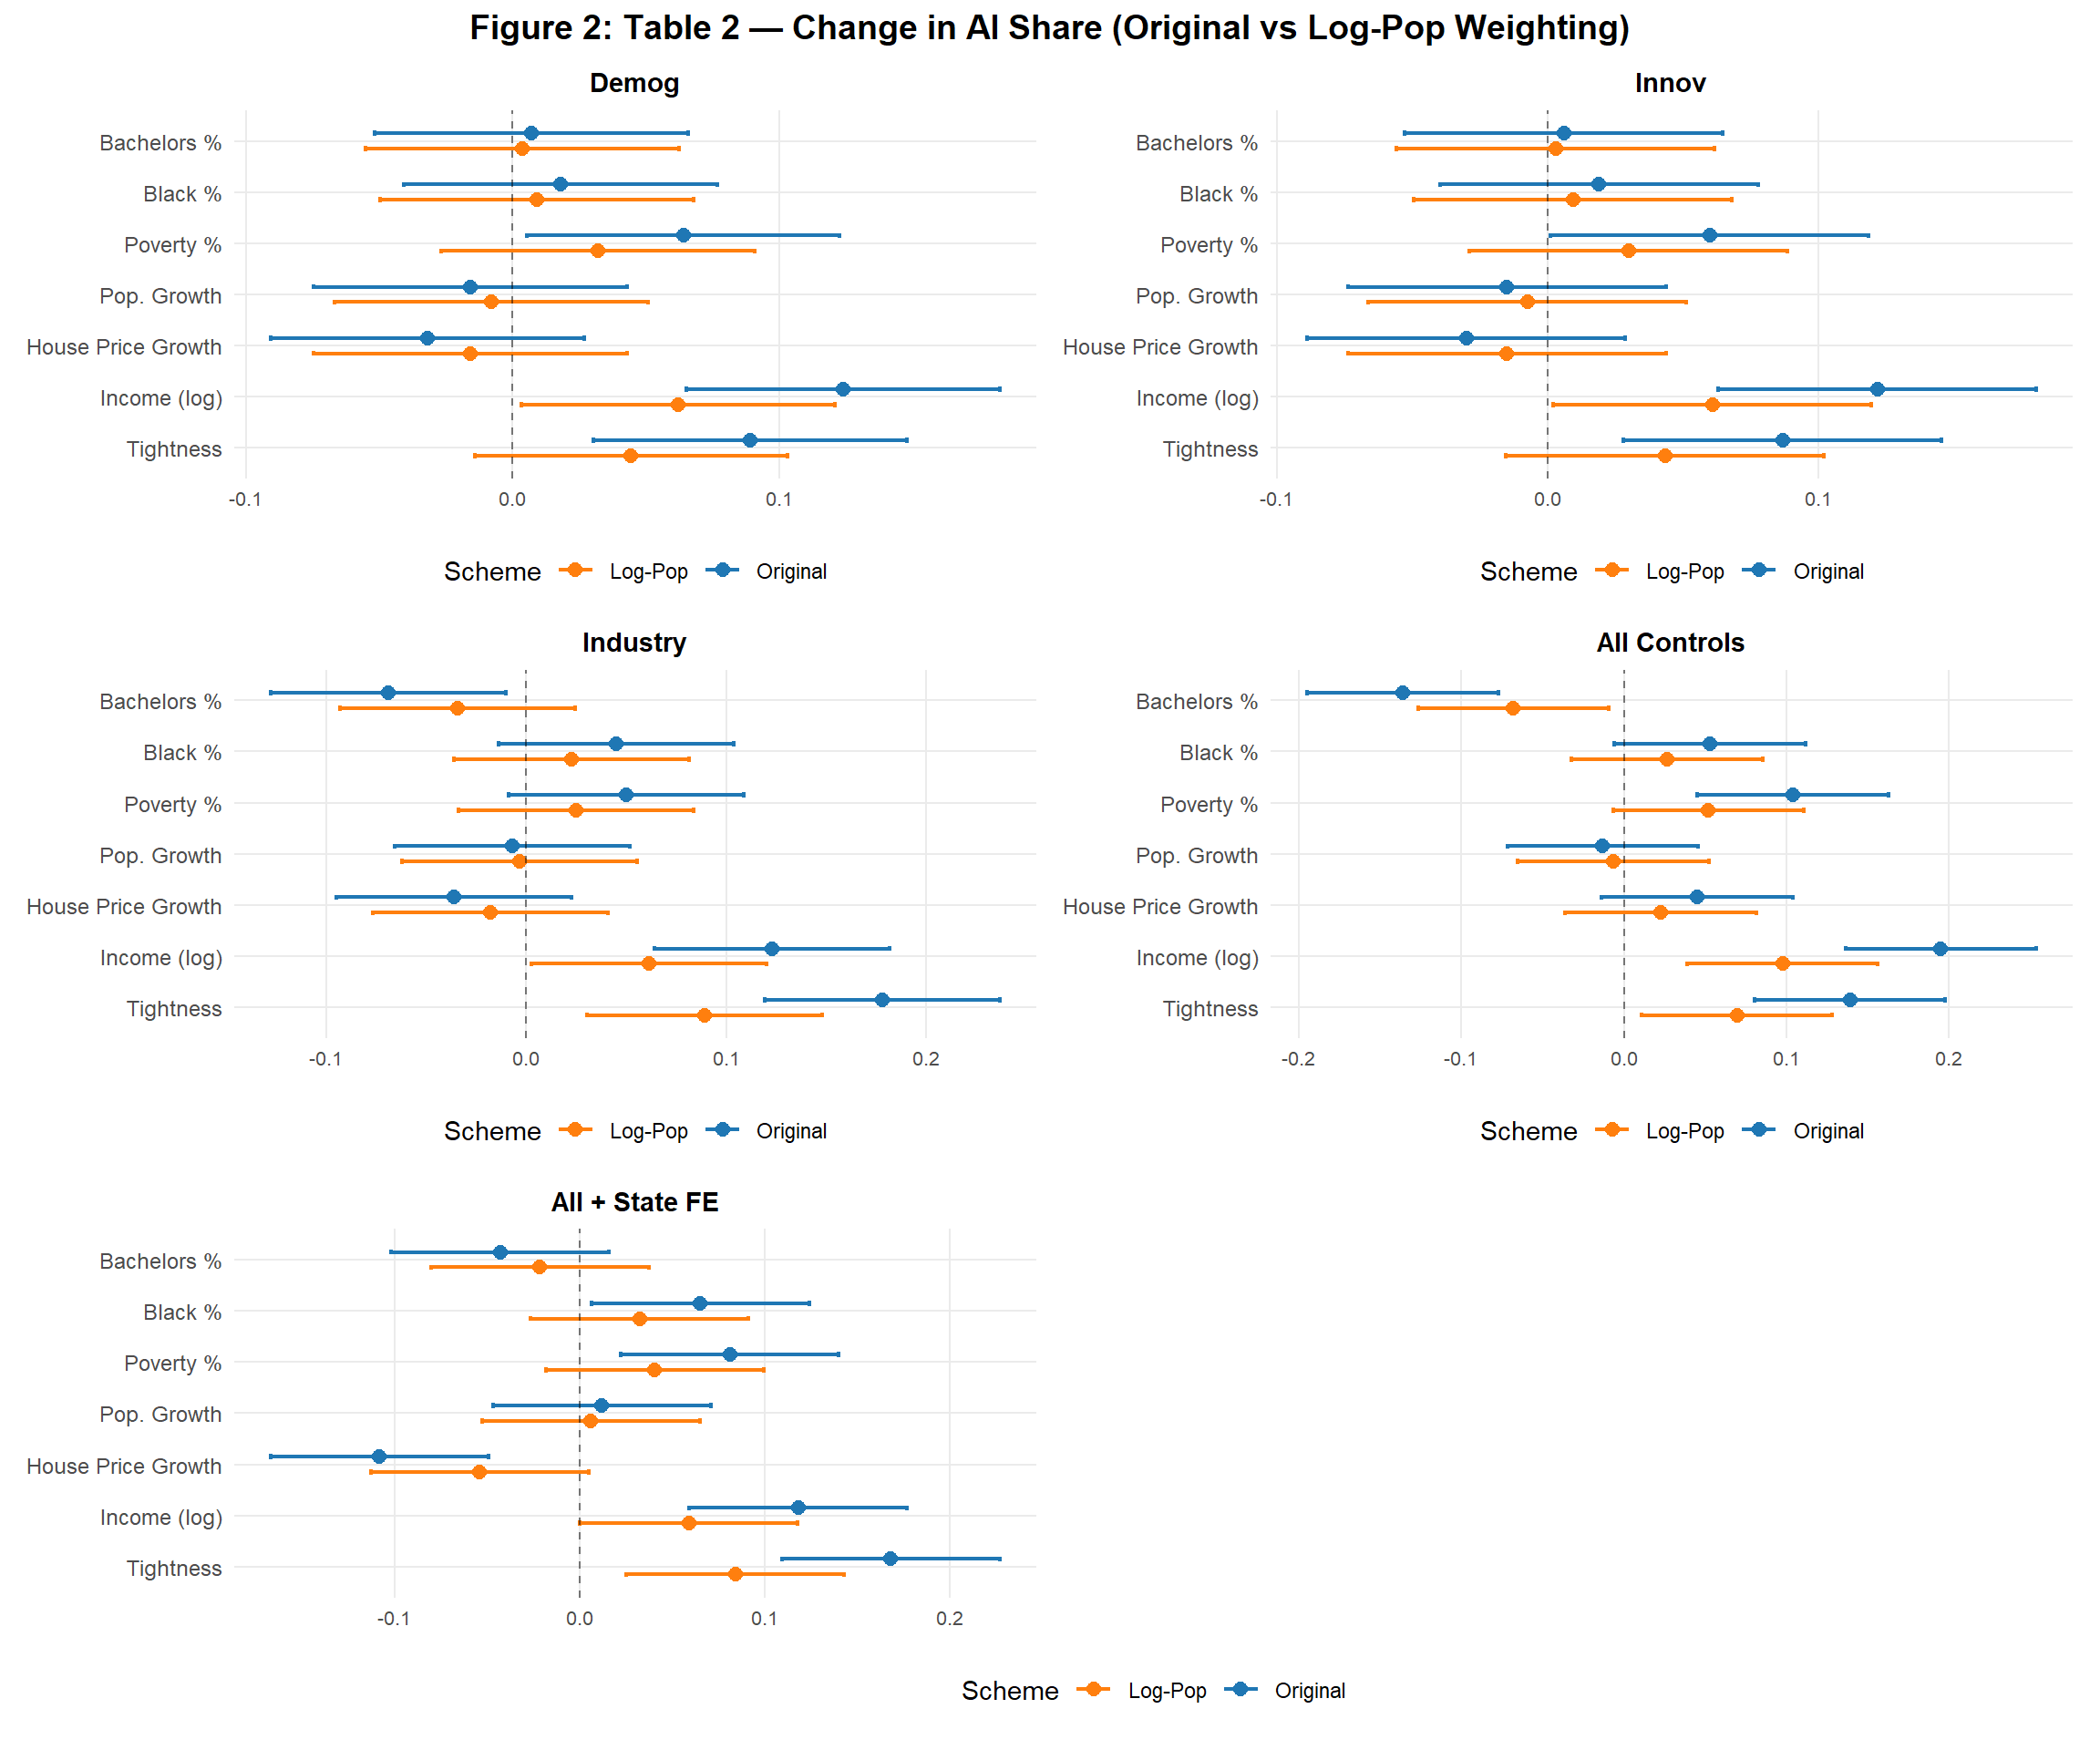 Figure 2: Table 2 — Change in AI Share (Original vs Log-Pop Weighting)
Demog
Bachelors %
Black %
Poverty %
Pop. Growth
House Price Growth
Income (log)
Tightness
-0.1 0.0 0.1
Scheme Log-Pop Original
Innov
Bachelors %
Black %
Poverty %
Pop. Growth
House Price Growth
Income (log)
Tightness
-0.1 0.0 0.1
Scheme Log-Pop Original
Industry
Bachelors %
Black %
Poverty %
Pop. Growth
House Price Growth
Income (log)
Tightness
-0.1 0.0 0.1 0.2
Scheme Log-Pop Original
All Controls
Bachelors %
Black %
Poverty %
Pop. Growth
House Price Growth
Income (log)
Tightness
-0.2 -0.1 0.0 0.1 0.2
Scheme Log-Pop Original
All + State FE
Bachelors %
Black %
Poverty %
Pop. Growth
House Price Growth
Income (log)
Tightness
-0.1 0.0 0.1 0.2
Scheme Log-Pop Original